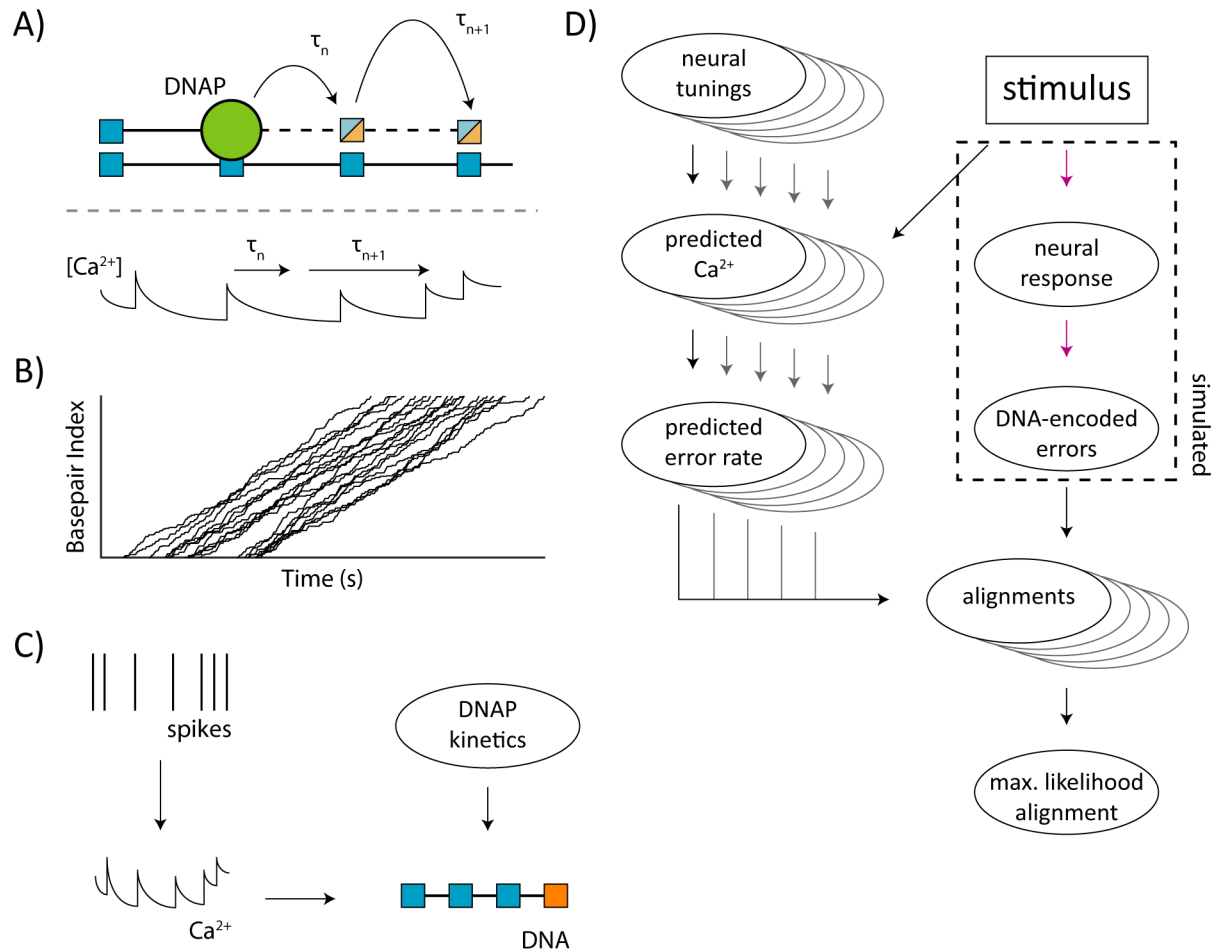 A)
τn
τn+1
DNAP
[Ca2+]
τn
τn+1
B)
Basepair Index
Time (s)
C)
spikes
DNAP
kinetics
Ca2+
DNA
D)
neural
tunings
stimulus
predicted
Ca2+
neural
response
predicted
error rate
DNA-encoded
errors
simulated
alignments
max. likelihood
alignment